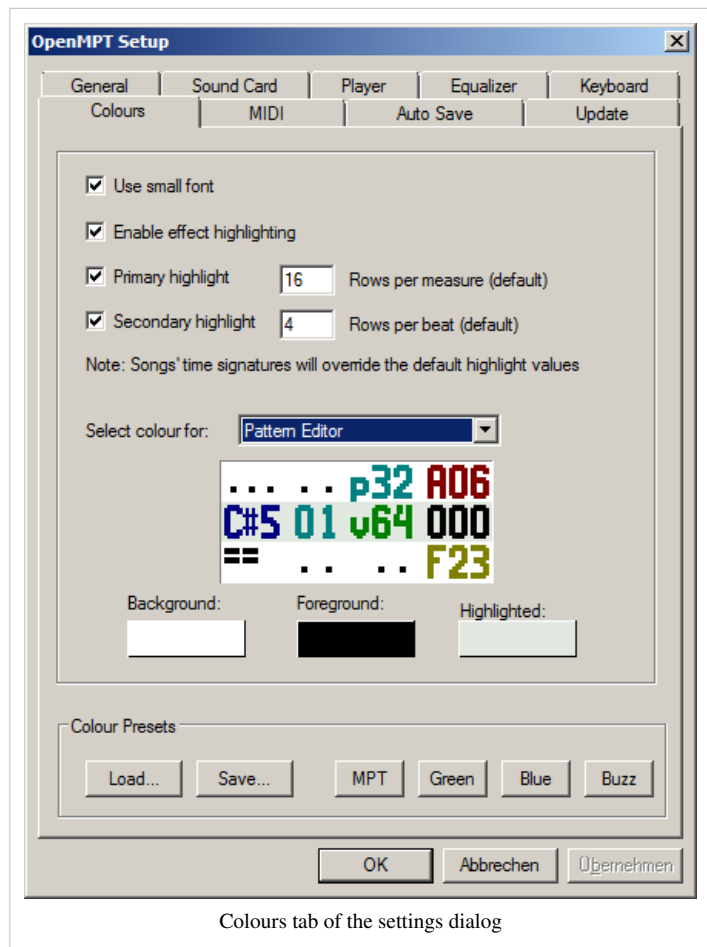 OpenMPT Setup
General Sound Card Player Equalizer Keyboard
Colours MIDI Auto Save Update
Use small font
Enable effect highlighting
Primary highlight 16 Rows per measure (default)
Secondary highlight 4 Rows per beat (default)
Note: Songs' time signatures will override the default highlight values
Select colour for: Pattern Editor
... .. p32 A06
C#5 01 v64 000
== .. .. F23
Background: Foreground: Highlighted:
Colour Presets
Load... Save... MPT Green Blue Buzz
OK Abbrechen Übernehmen
Colours tab of the settings dialog